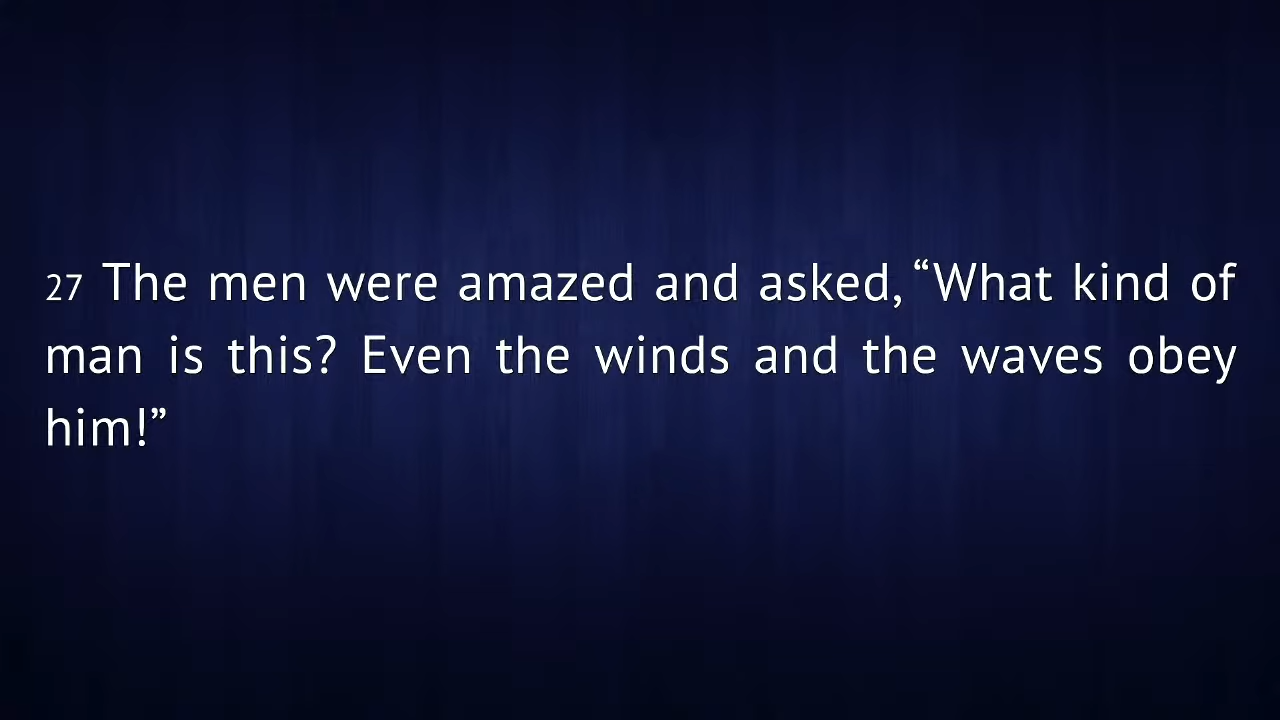 27 The men were amazed and asked, “What kind of
man is this? Even the winds and the waves obey
him!”